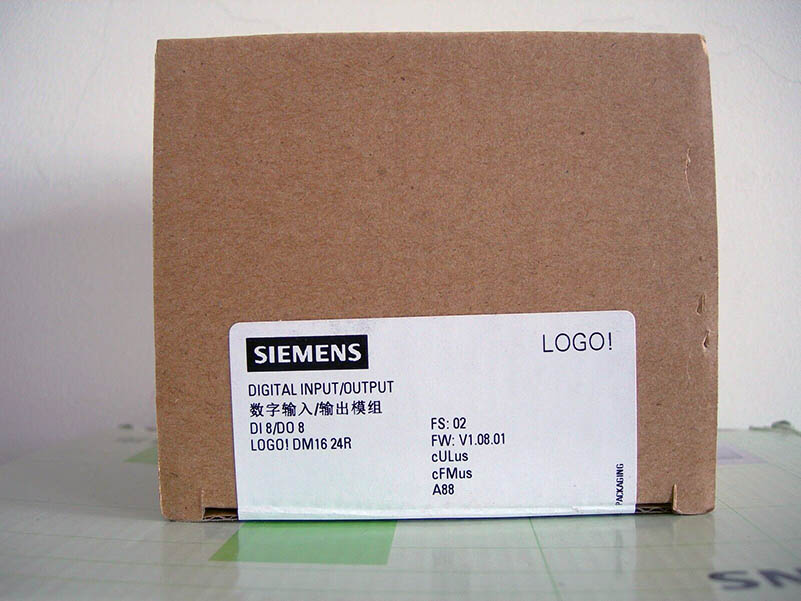 SIEMENS
LOGO!
DIGITAL INPUT/OUTPUT
数字输入/输出模组
DI 8/DO 8
LOGO! DM16 24R
FS: 02
FW: V1.08.01
cULus
cFMus
A88
PACKAGING
SN